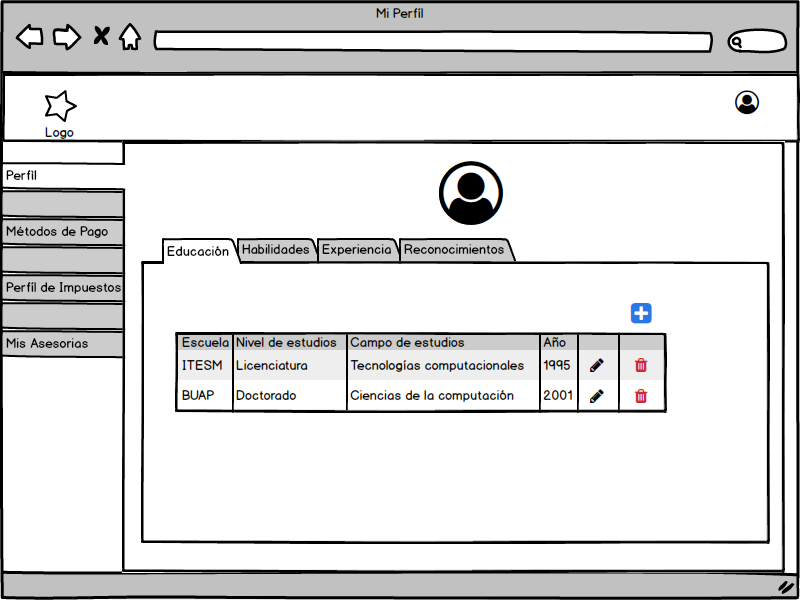 Mi Perfil
Logo
Perfil
Métodos de Pago
Perfil de Impuestos
Mis Asesorias
Educación Habilidades Experiencia Reconocimientos
Escuela Nivel de estudios Campo de estudios Año
ITESM Licenciatura Tecnologías computacionales 1995
BUAP Doctorado Ciencias de la computación 2001